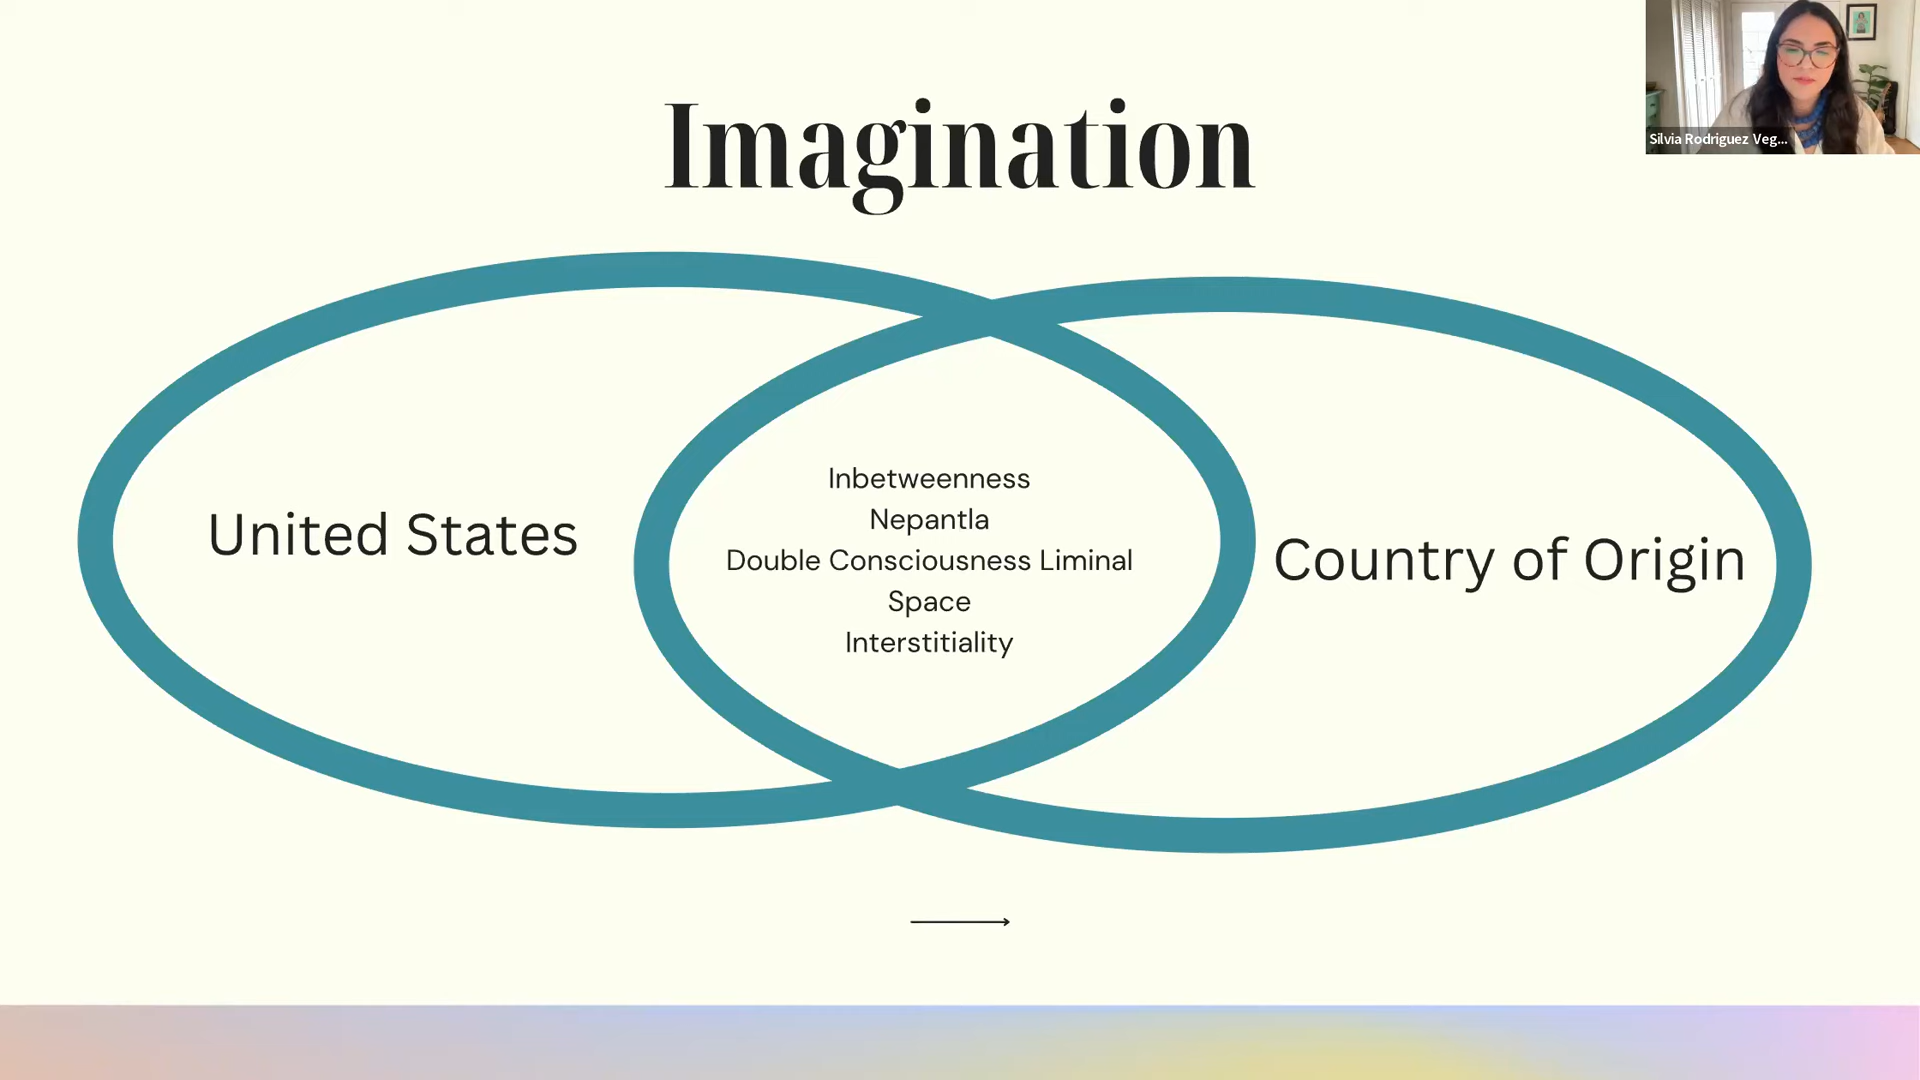 Imagination
Silvia Rodriguez Veg...
United States
Inbetweenness
Nepantla
Double Consciousness Liminal
Space
Interstitiality
Country of Origin